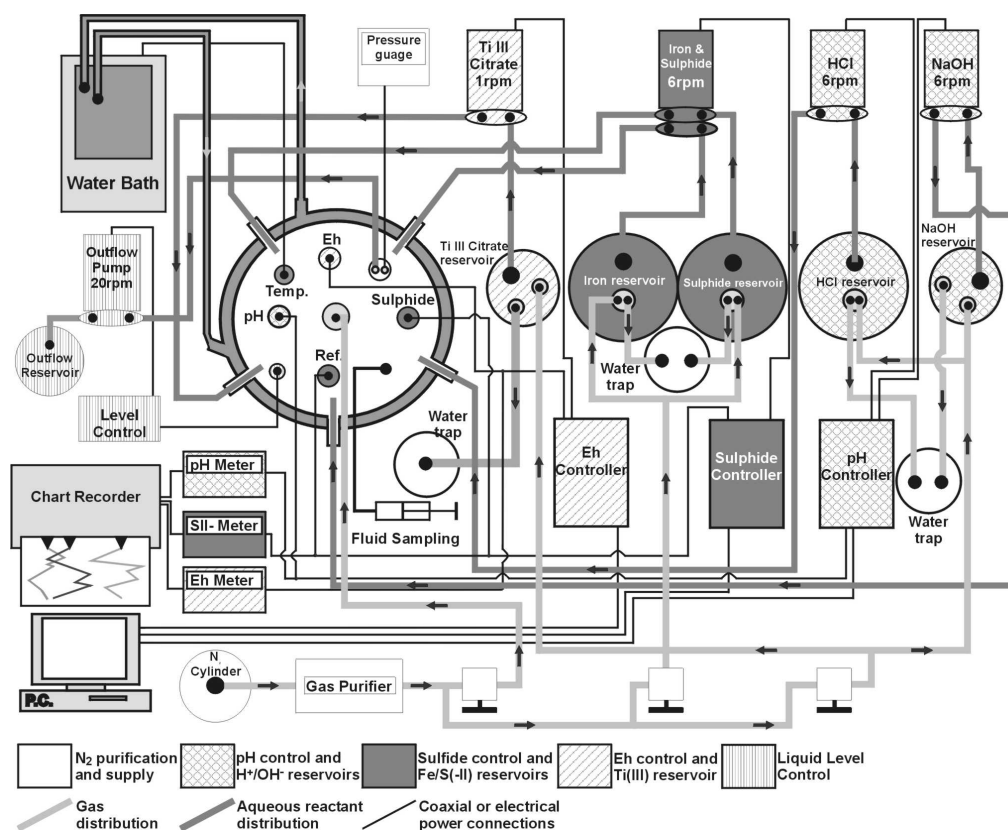 Pressure
guage
Ti III
Citrate
1rpm
Iron &
Sulphide
6rpm
HCl
6rpm
NaOH
6rpm
Water Bath
Outflow
Pump
20rpm
Outflow
Reservoir
Level
Control
Eh
Temp.
pH
Sulphide
Ref.
Ti III Citrate
reservoir
Iron reservoir
Sulphide reservoir
HCl reservoir
NaOH
reservoir
Water
trap
Water
trap
Water
trap
Eh
Controller
Sulphide
Controller
pH
Controller
Chart Recorder
pH Meter
SII- Meter
Eh Meter
Fluid Sampling
P.C.
N,
Cylinder
Gas Purifier
N2 purification
and supply
pH control and
H+/OH- reservoirs
Sulfide control and
Fe/S(-II) reservoirs
Eh control and
Ti(III) reservoir
Liquid Level
Control
Gas
distribution
Aqueous reactant
distribution
Coaxial or electrical
power connections